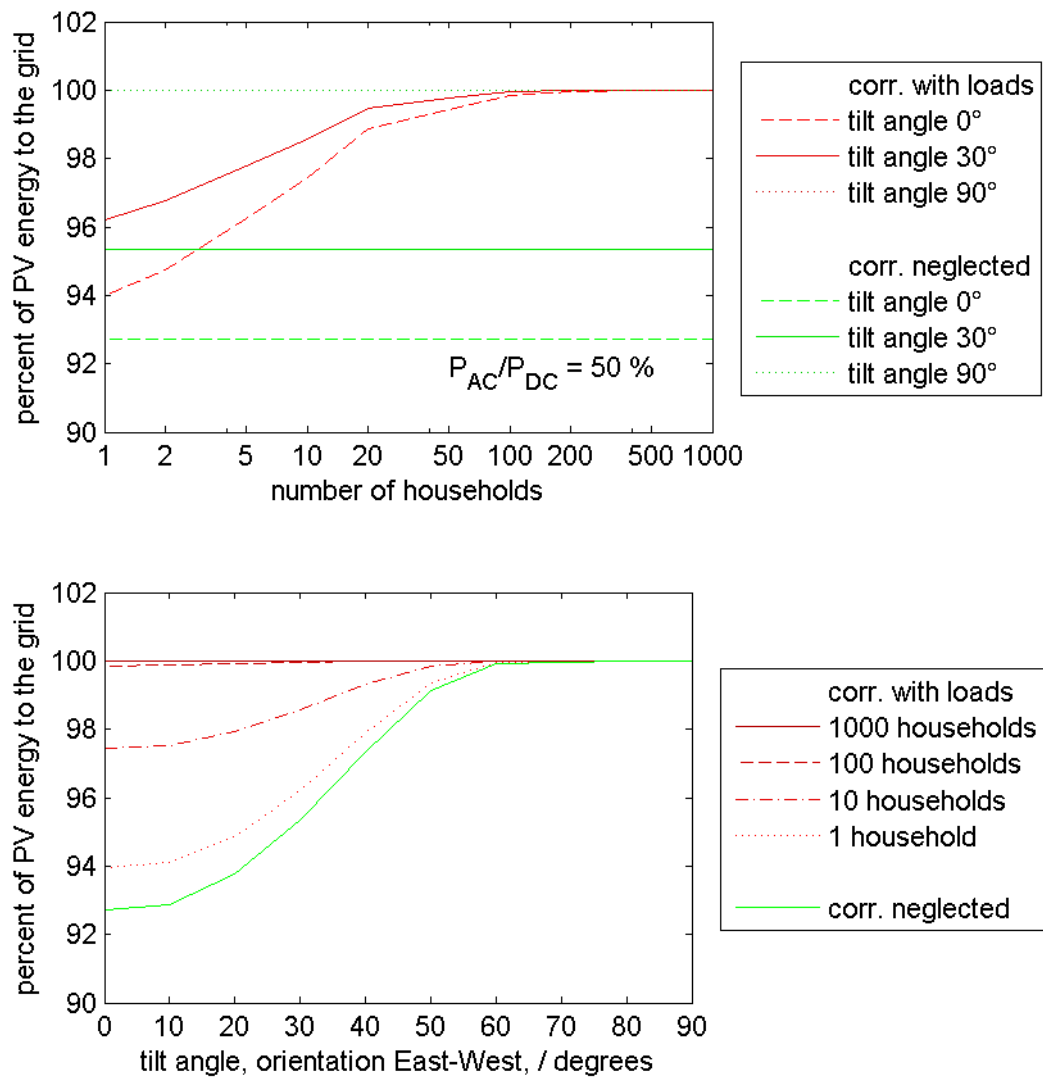 percent of PV energy to the grid
102
100
98
96
94
92
90
P_AC/P_DC = 50 %
1 2 5 10 20 50 100 200 500 1000
number of households
corr. with loads
tilt angle 0°
tilt angle 30°
tilt angle 90°
corr. neglected
tilt angle 0°
tilt angle 30°
tilt angle 90°
percent of PV energy to the grid
102
100
98
96
94
92
90
0 10 20 30 40 50 60 70 80 90
tilt angle, orientation East-West, / degrees
corr. with loads
1000 households
100 households
10 households
1 household
corr. neglected